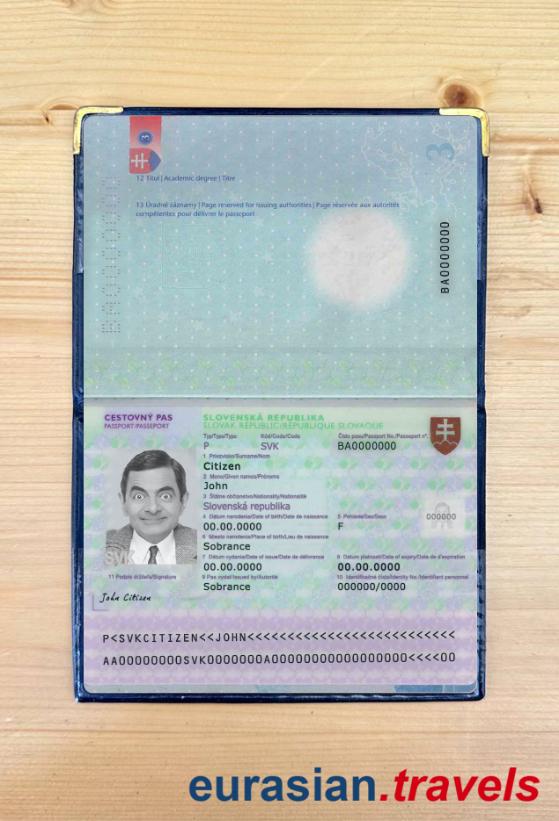 3
3
12 Titul | Academic degree | Titre
13 Úradné záznamy | Page reserved for issuing authorities | Page réservée aux autorités
compétentes pour délivrer le passeport
BA0000000
CESTOVNÝ PAS
PASSPORT/PASSEPORT
SLOVENSKÁ REPUBLIKA
SLOVAK REPUBLIC/RÉPUBLIQUE SLOVAQUE
Typ/Type/Type Kód/Code/Code Číslo pasu/Passport No./Passeport n°.
P SVK BA0000000
1 Priezvisko/Surname/Nom
Citizen
2 Meno/Given names/Prénoms
John
3 Štátne občianstvo/Nationality/Nationalité
Slovenská republika
4 Dátum narodenia/Date of birth/Date de naissance 5 Pohlavie/Sex/Sexe
00.00.0000 F
000000
6 Miesto narodenia/Place of birth/Lieu de naissance
Sobrance
7 Dátum vydania/Date of issue/Date de délivrance 8 Dátum platnosti/Date of expiry/Date de d'expiration
00.00.0000 00.00.0000
9 Pas vydal/Issued by/Autorité 10 Identifikačné číslo/Identity No./Identifiant personnel
Sobrance 000000/0000
SVK
11 Podpis držiteľa/Signature
John Citizen
P<SVKCITIZEN<<JOHN<<<<<<<<<<<<<<<<<<<<<<<<<<
AA00000000SVK0000000A00000000000000000<<<<00
eurasian.travels